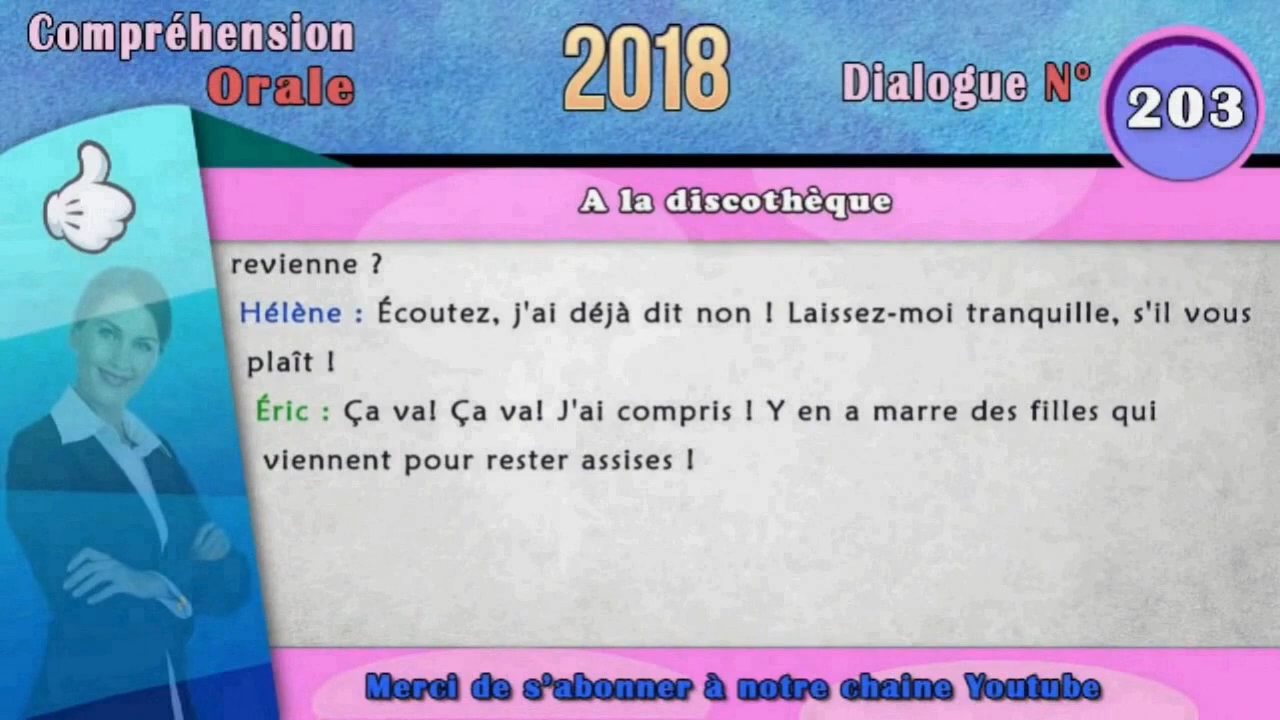 Compréhension
Orale
2018
Dialogue N°
203
A la discothèque
revienne ?
Hélène : Écoutez, j'ai déjà dit non ! Laissez-moi tranquille, s'il vous
plaît !
Éric : Ça va! Ça va! J'ai compris ! Y en a marre des filles qui
viennent pour rester assises !
Merci de s'abonner à notre chaine Youtube